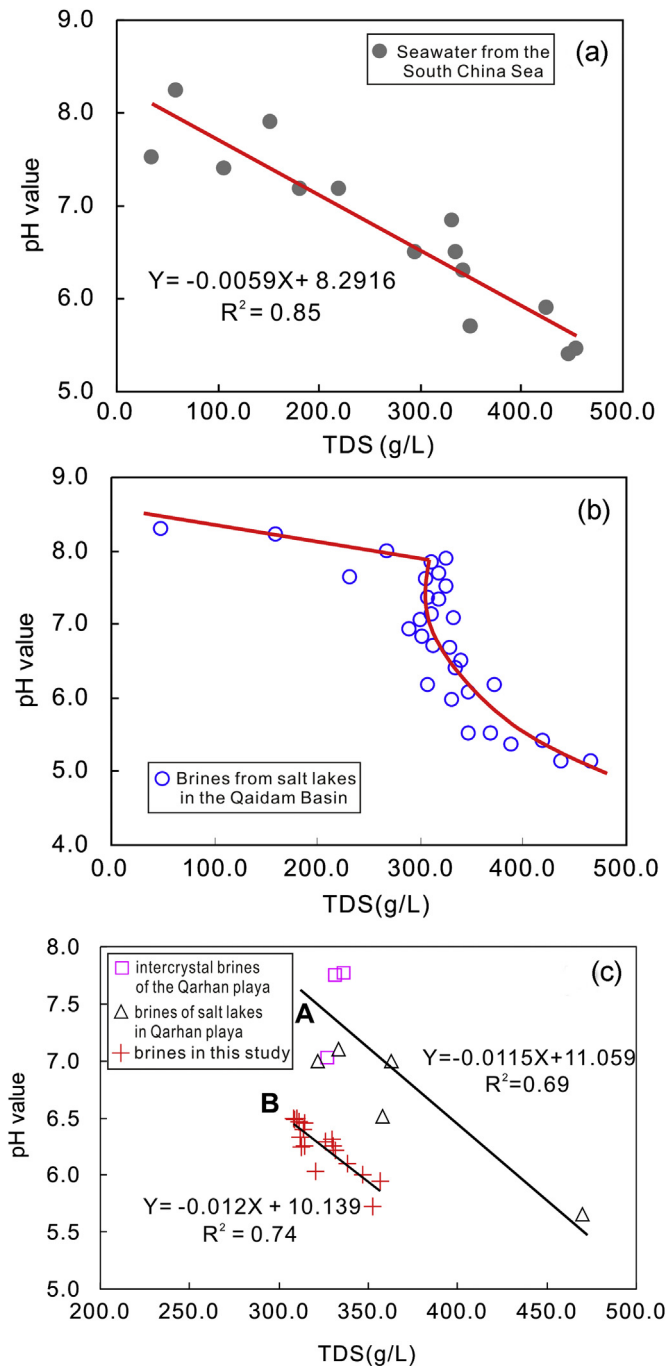 9.0
(a)
Seawater from the
South China Sea
8.0
7.0
pH value
Y= -0.0059X+ 8.2916
R² = 0.85
6.0
5.0
0.0 100.0 200.0 300.0 400.0 500.0
TDS (g/L)
9.0
(b)
8.0
7.0
pH value
6.0
Brines from salt lakes
in the Qaidam Basin
5.0
4.0
0.0 100.0 200.0 300.0 400.0 500.0
TDS(g/L)
8.0
(c)
intercrystal brines
of the Qarhan playa
7.5
A
brines of salt lakes
in Qarhan playa
7.0
Y=-0.0115X+11.059
R²=0.69
brines in this study
pH value
6.5
B
6.0
Y= -0.012X + 10.139
R² = 0.74
5.5
5.0
200.0 250.0 300.0 350.0 400.0 450.0 500.0
TDS(g/L)